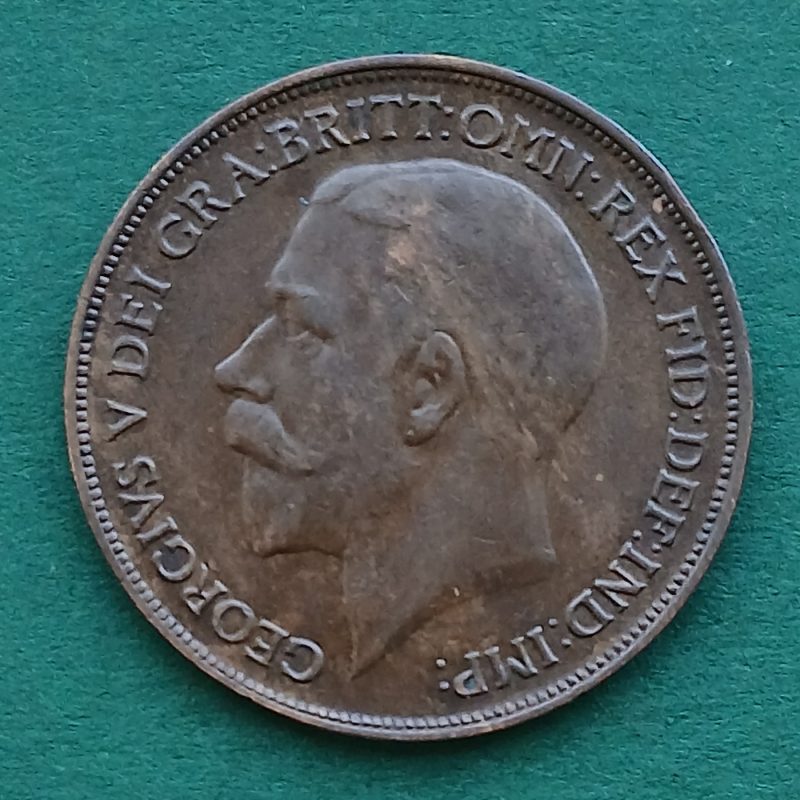 GEORGIVS V DEI GRA:BRITT:OMN:REX FID:DEF:IND:IMP: